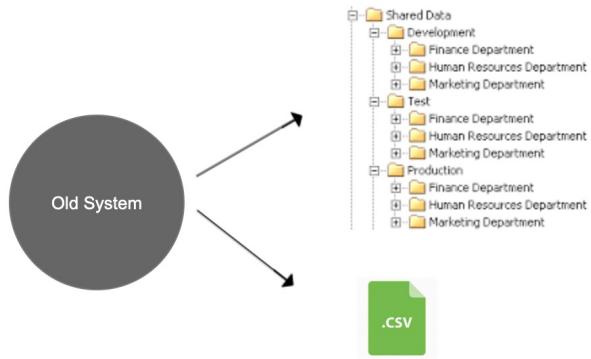 Old System
Shared Data
Development
Finance Department
Human Resources Department
Marketing Department
Test
Finance Department
Human Resources Department
Marketing Department
Production
Finance Department
Human Resources Department
Marketing Department
.CSV